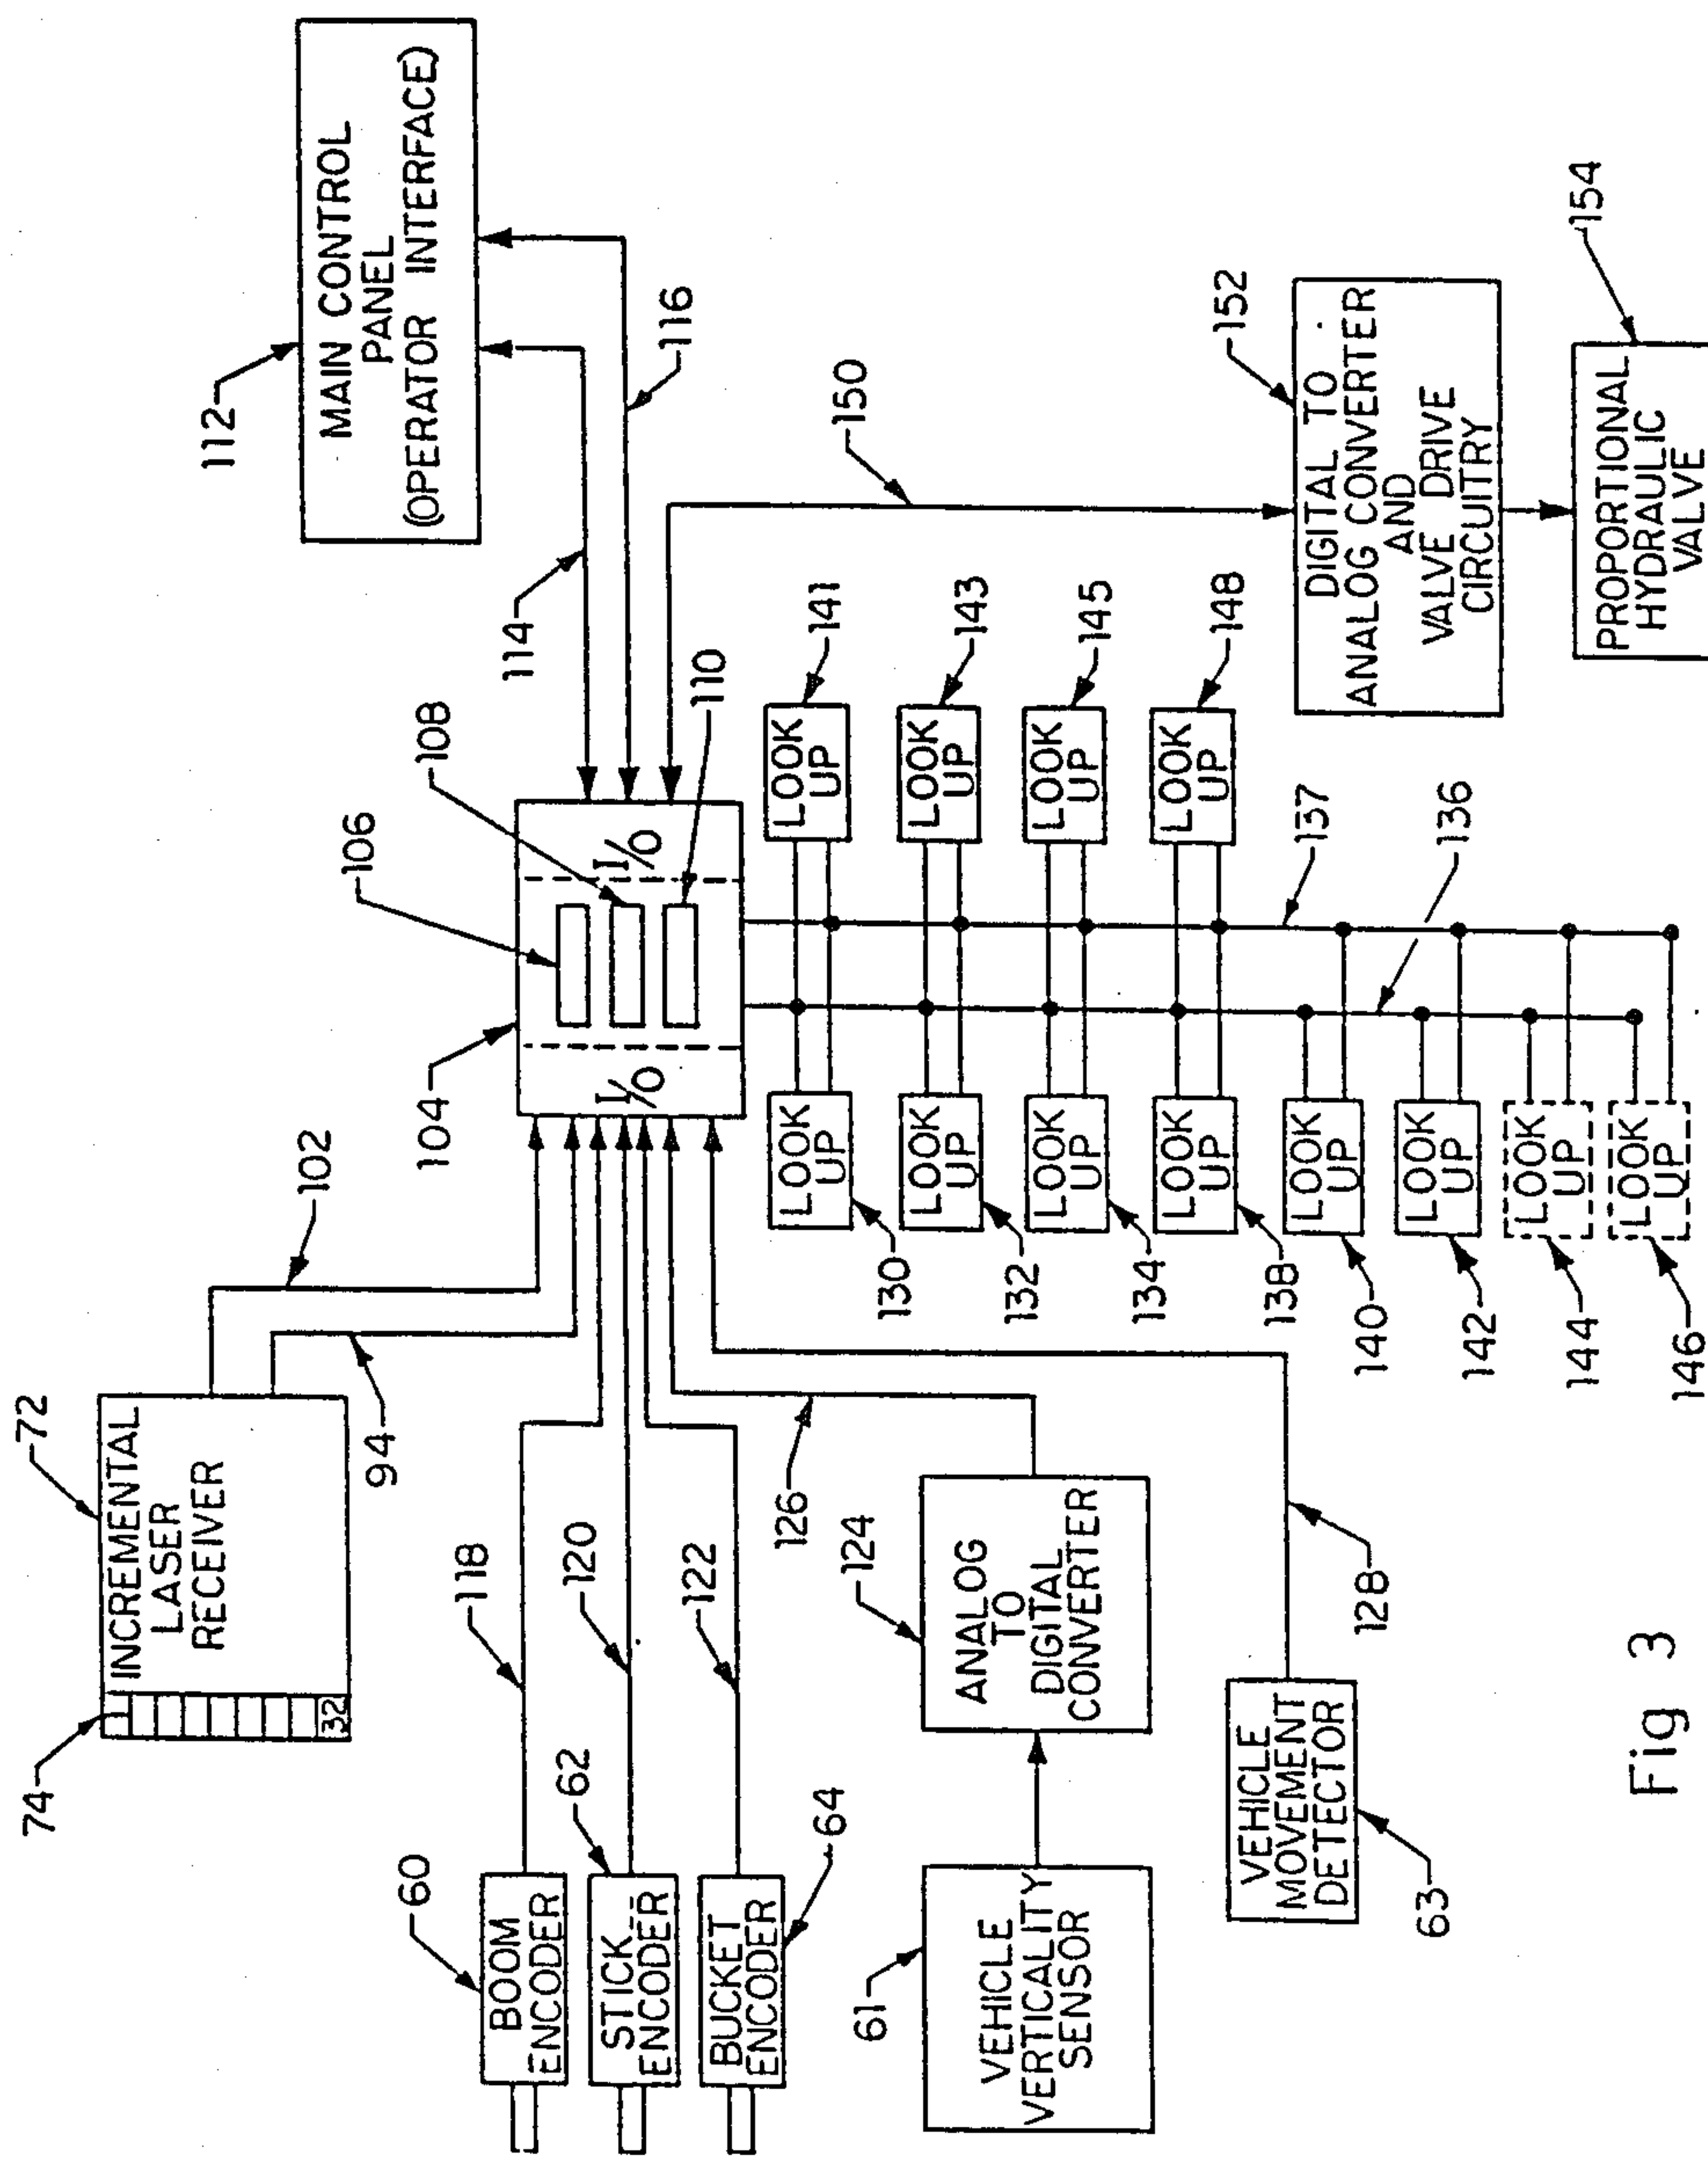 74
72
INCREMENTAL
LASER
RECEIVER
32
94
102
112
MAIN CONTROL
PANEL
(OPERATOR INTERFACE)
114
116
104
106
108
110
I/O
I/O
60
BOOM
ENCODER
118
62
STICK
ENCODER
120
BUCKET
ENCODER
64
122
61
VEHICLE
VERTICALITY
SENSOR
124
ANALOG
TO
DIGITAL
CONVERTER
126
VEHICLE
MOVEMENT
DETECTOR
63
128
LOOK
UP
130
LOOK
UP
141
LOOK
UP
132
LOOK
UP
143
LOOK
UP
134
LOOK
UP
145
LOOK
UP
138
LOOK
UP
148
LOOK
UP
140
LOOK
UP
142
LOOK
UP
144
LOOK
UP
146
137
136
150
152
DIGITAL TO
ANALOG CONVERTER
AND
VALVE DRIVE
CIRCUITRY
154
PROPORTIONAL
HYDRAULIC
VALVE
Fig 3